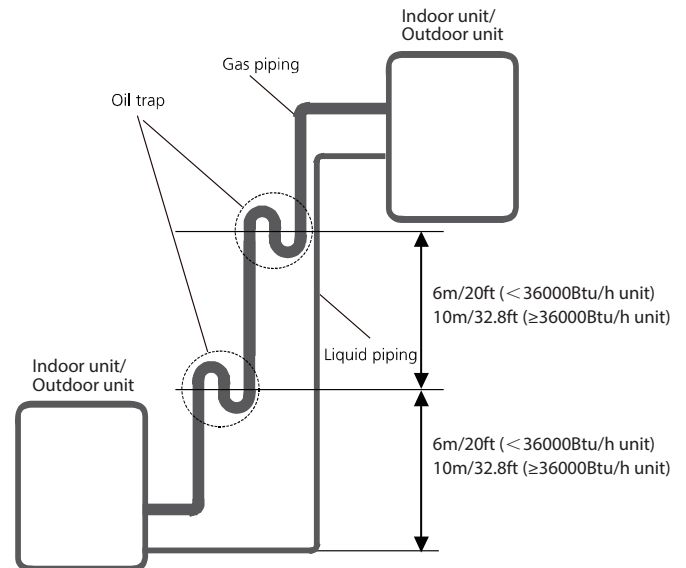 Indoor unit/
Outdoor unit
Gas piping
Oil trap
6m/20ft (＜36000Btu/h unit)
10m/32.8ft (≥36000Btu/h unit)
Liquid piping
Indoor unit/
Outdoor unit
6m/20ft (＜36000Btu/h unit)
10m/32.8ft (≥36000Btu/h unit)